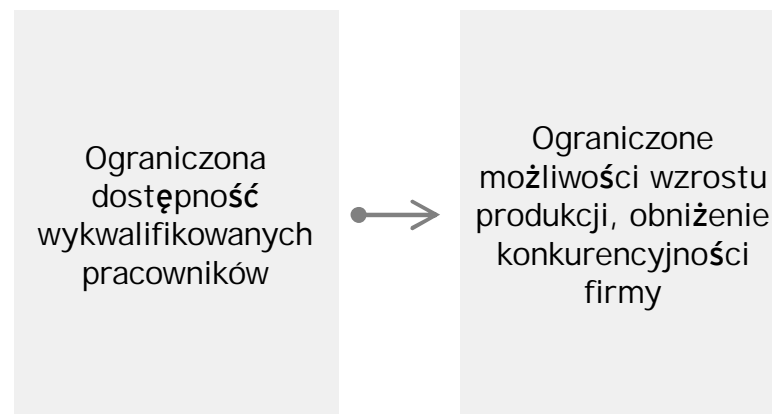 Ograniczona
dostępność
wykwalifikowanych
pracowników
Ograniczone
możliwości wzrostu
produkcji, obniżenie
konkurencyjności
firmy